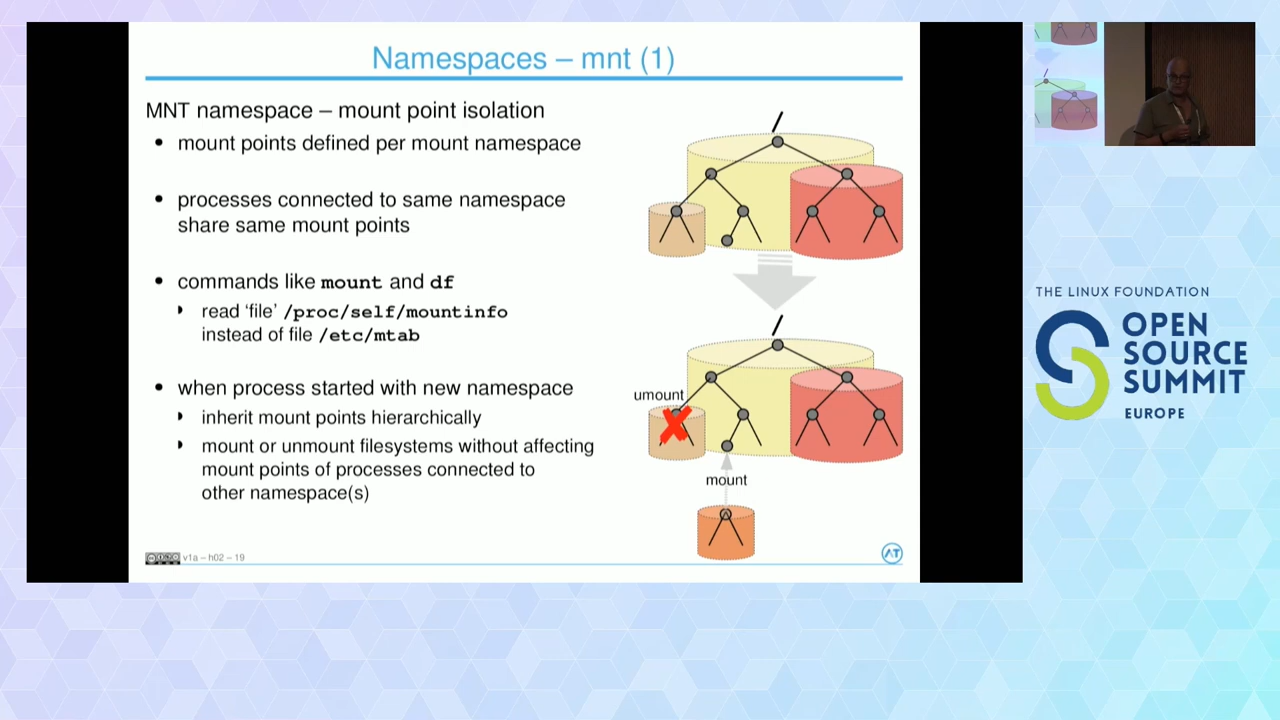 Namespaces – mnt (1)
MNT namespace – mount point isolation
• mount points defined per mount namespace
• processes connected to same namespace
share same mount points
• commands like mount and df
read ‘file’ /proc/self/mountinfo
instead of file /etc/mtab
• when process started with new namespace
inherit mount points hierarchically
mount or unmount filesystems without affecting
mount points of processes connected to
other namespace(s)
/
/
umount
mount
v1a – h02 – 19
AT
THE LINUX FOUNDATION
OPEN
SOURCE
SUMMIT
EUROPE